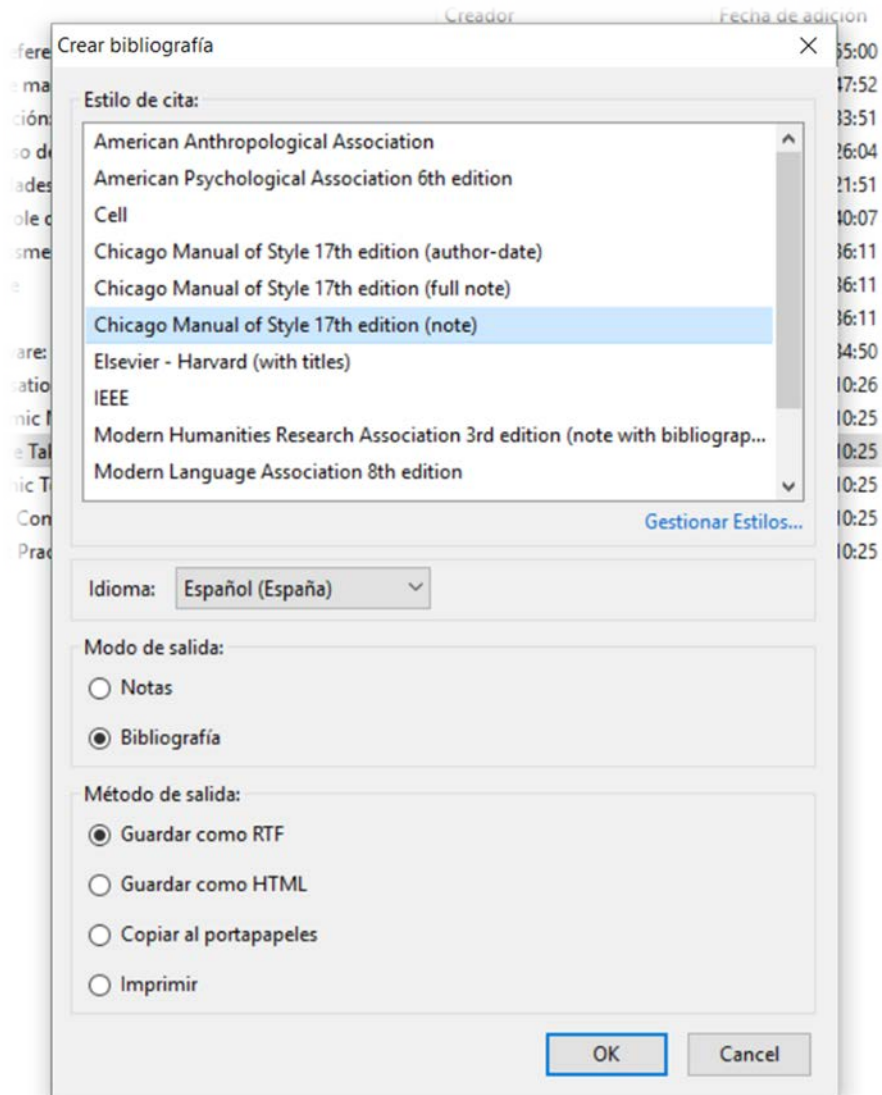 Creador Fecha de adición
Crear bibliografía
Estilo de cita:
American Anthropological Association
American Psychological Association 6th edition
Cell
Chicago Manual of Style 17th edition (author-date)
Chicago Manual of Style 17th edition (full note)
Chicago Manual of Style 17th edition (note)
Elsevier - Harvard (with titles)
IEEE
Modern Humanities Research Association 3rd edition (note with bibliograp...
Modern Language Association 8th edition
Gestionar Estilos...
Idioma: Español (España)
Modo de salida:
Notas
Bibliografía
Método de salida:
Guardar como RTF
Guardar como HTML
Copiar al portapapeles
Imprimir
OK Cancel